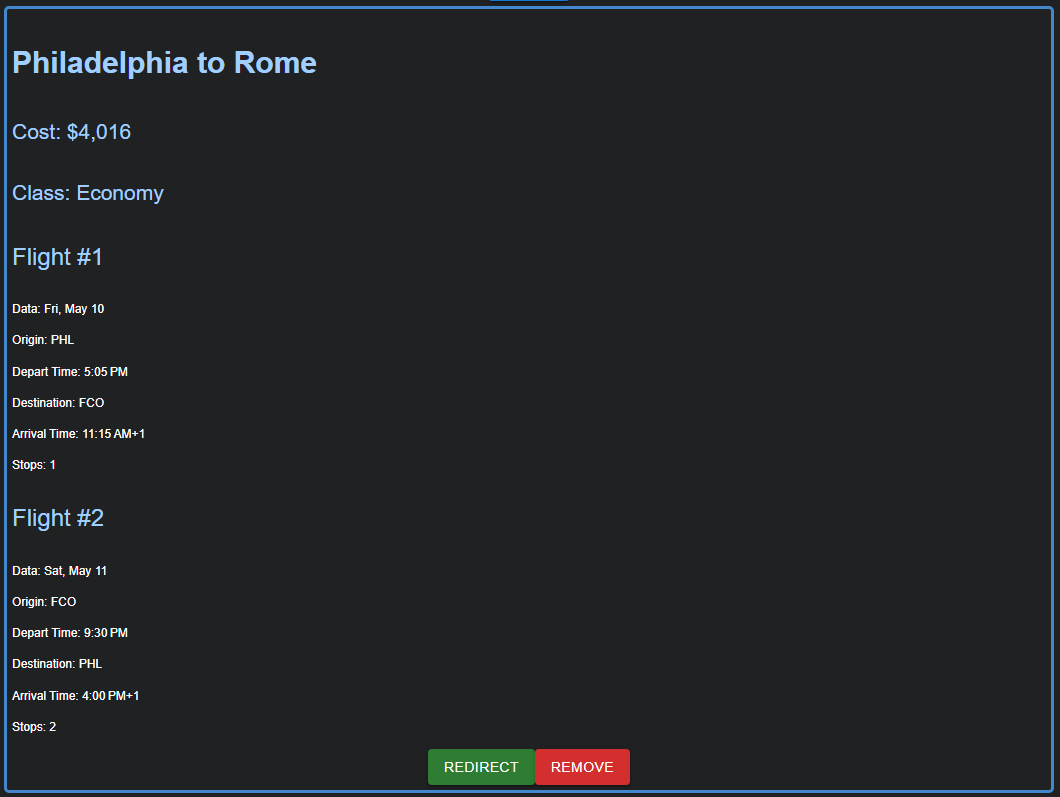 Philadelphia to Rome
Cost: $4,016
Class: Economy
Flight #1
Data: Fri, May 10
Origin: PHL
Depart Time: 5:05 PM
Destination: FCO
Arrival Time: 11:15 AM+1
Stops: 1
Flight #2
Data: Sat, May 11
Origin: FCO
Depart Time: 9:30 PM
Destination: PHL
Arrival Time: 4:00 PM+1
Stops: 2
REDIRECT REMOVE